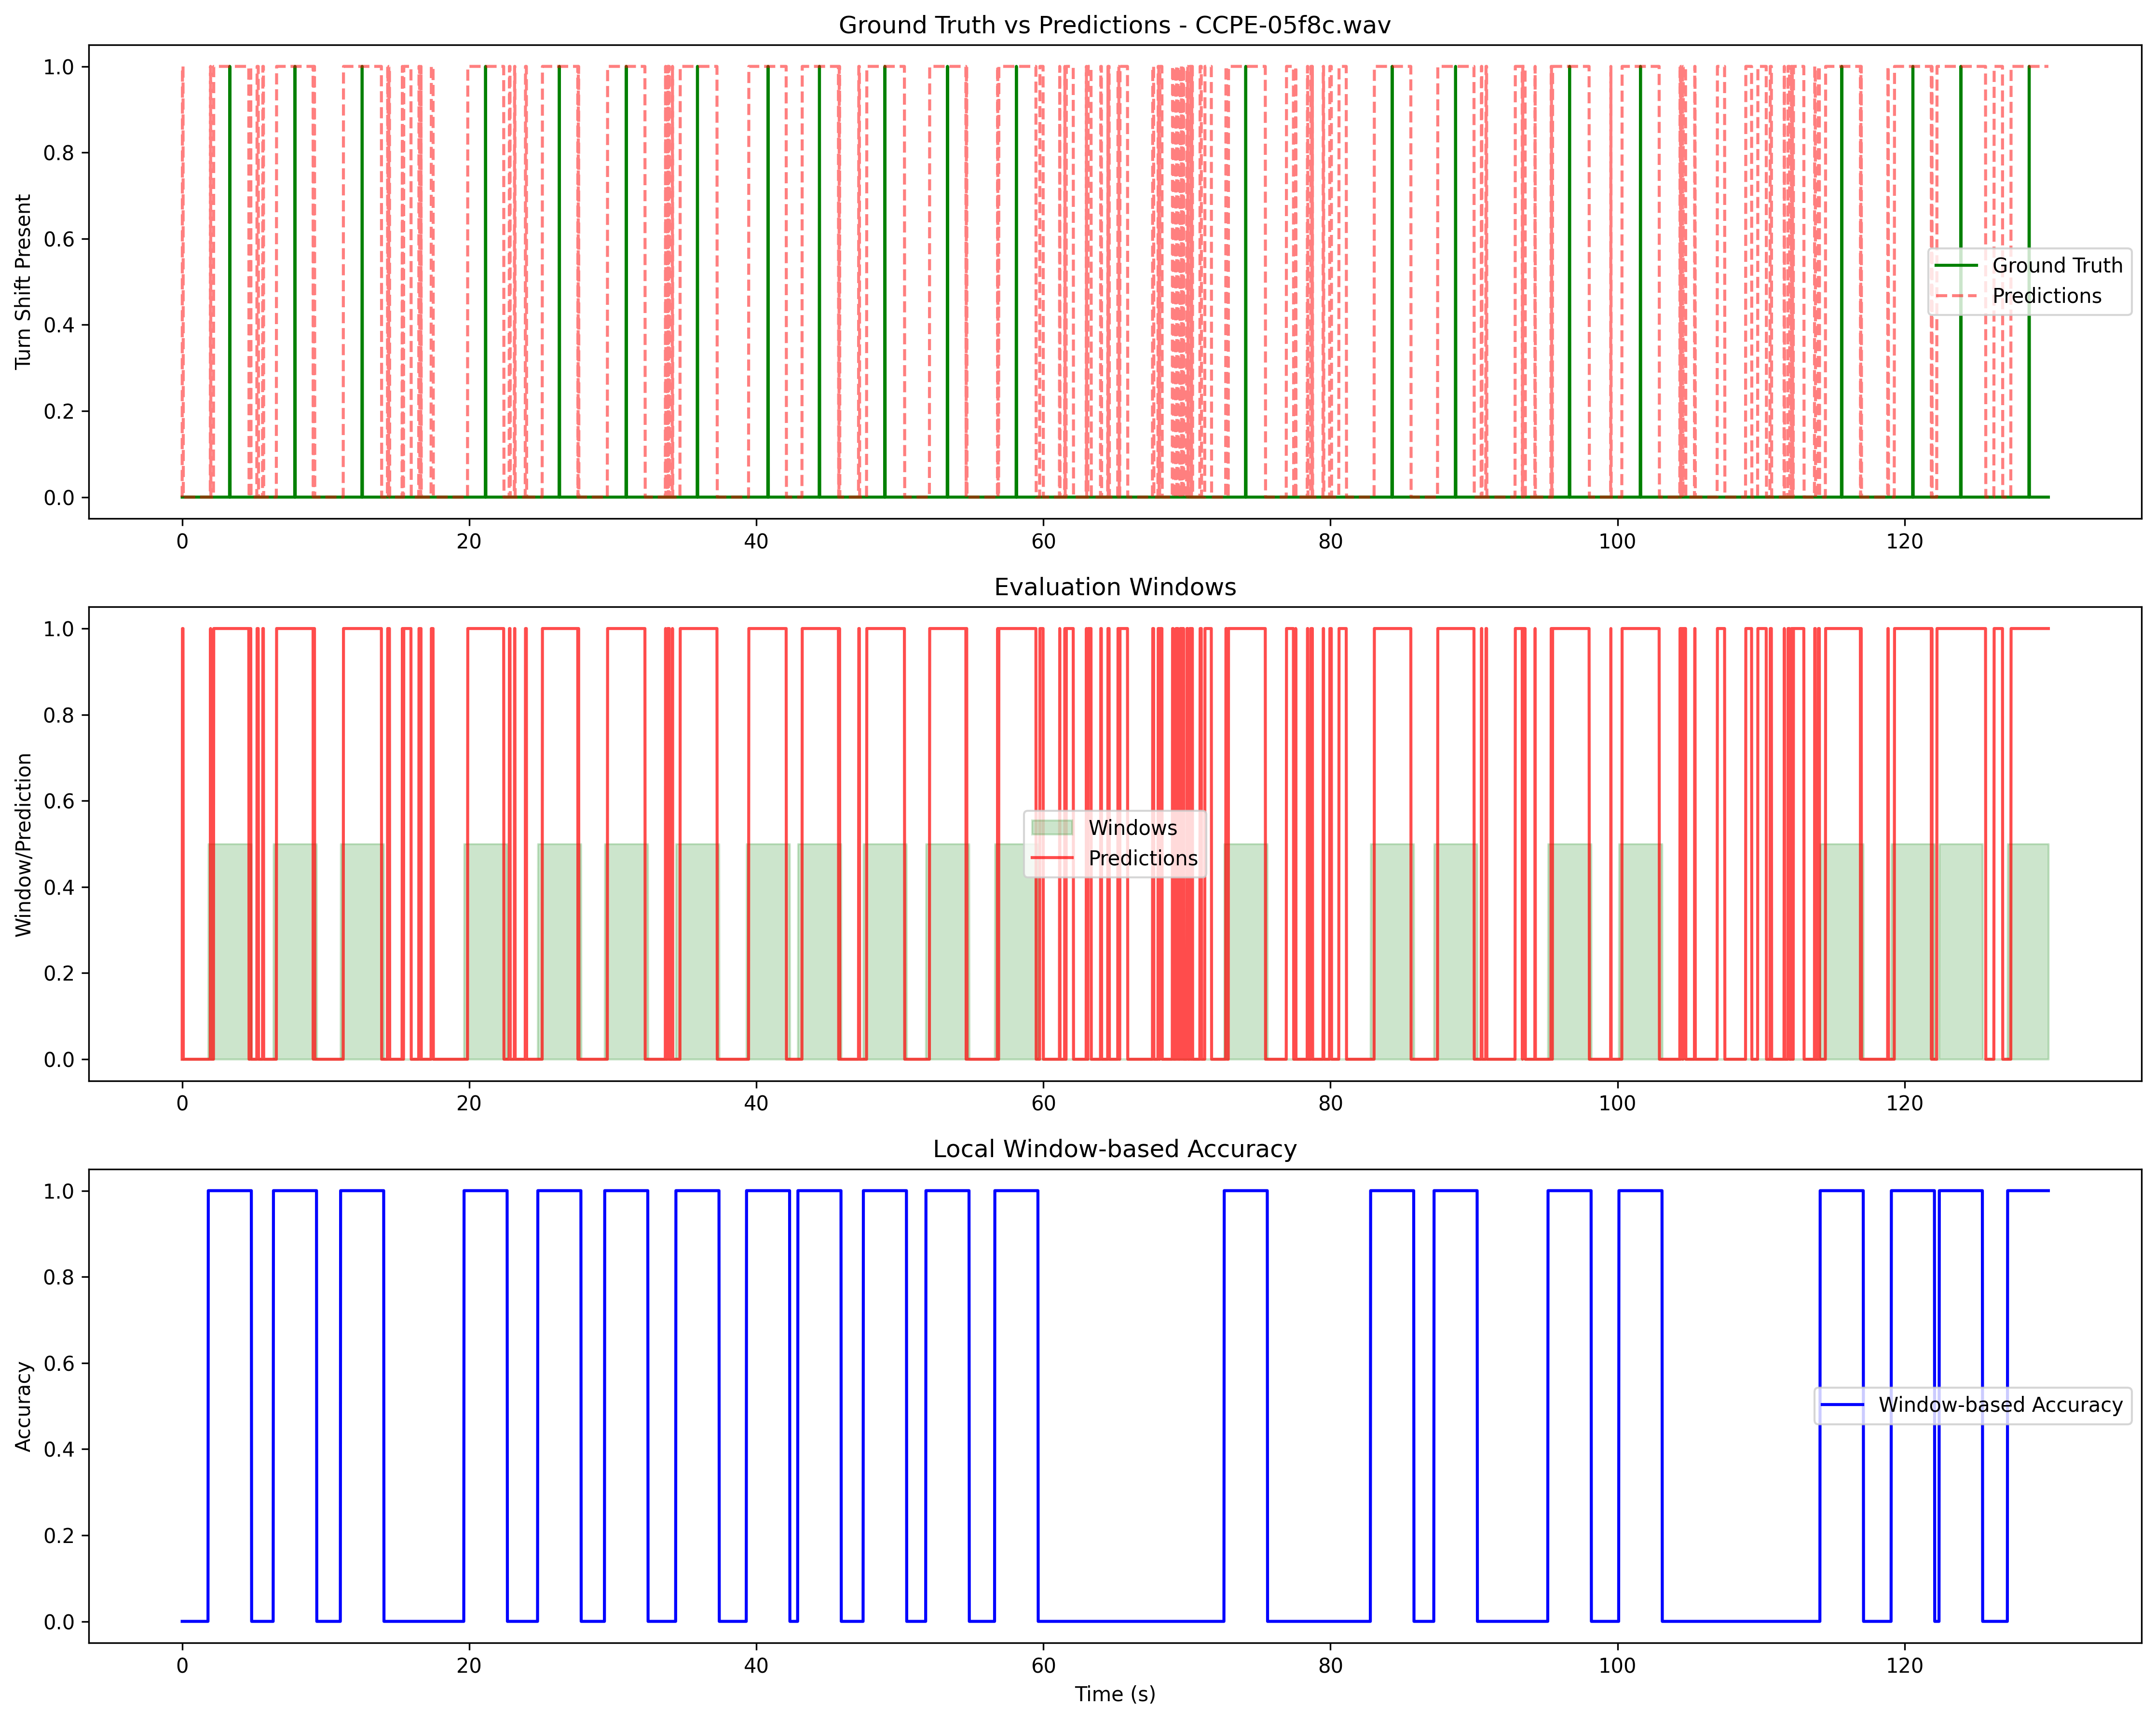 Ground Truth vs Predictions - CCPE-05f8c.wav
Turn Shift Present
1.0
0.8
0.6
0.4
0.2
0.0
Ground Truth
Predictions
0 20 40 60 80 100 120
Evaluation Windows
Window/Prediction
1.0
0.8
0.6
0.4
0.2
0.0
Windows
Predictions
0 20 40 60 80 100 120
Local Window-based Accuracy
Accuracy
1.0
0.8
0.6
0.4
0.2
0.0
Window-based Accuracy
0 20 40 60 80 100 120
Time (s)